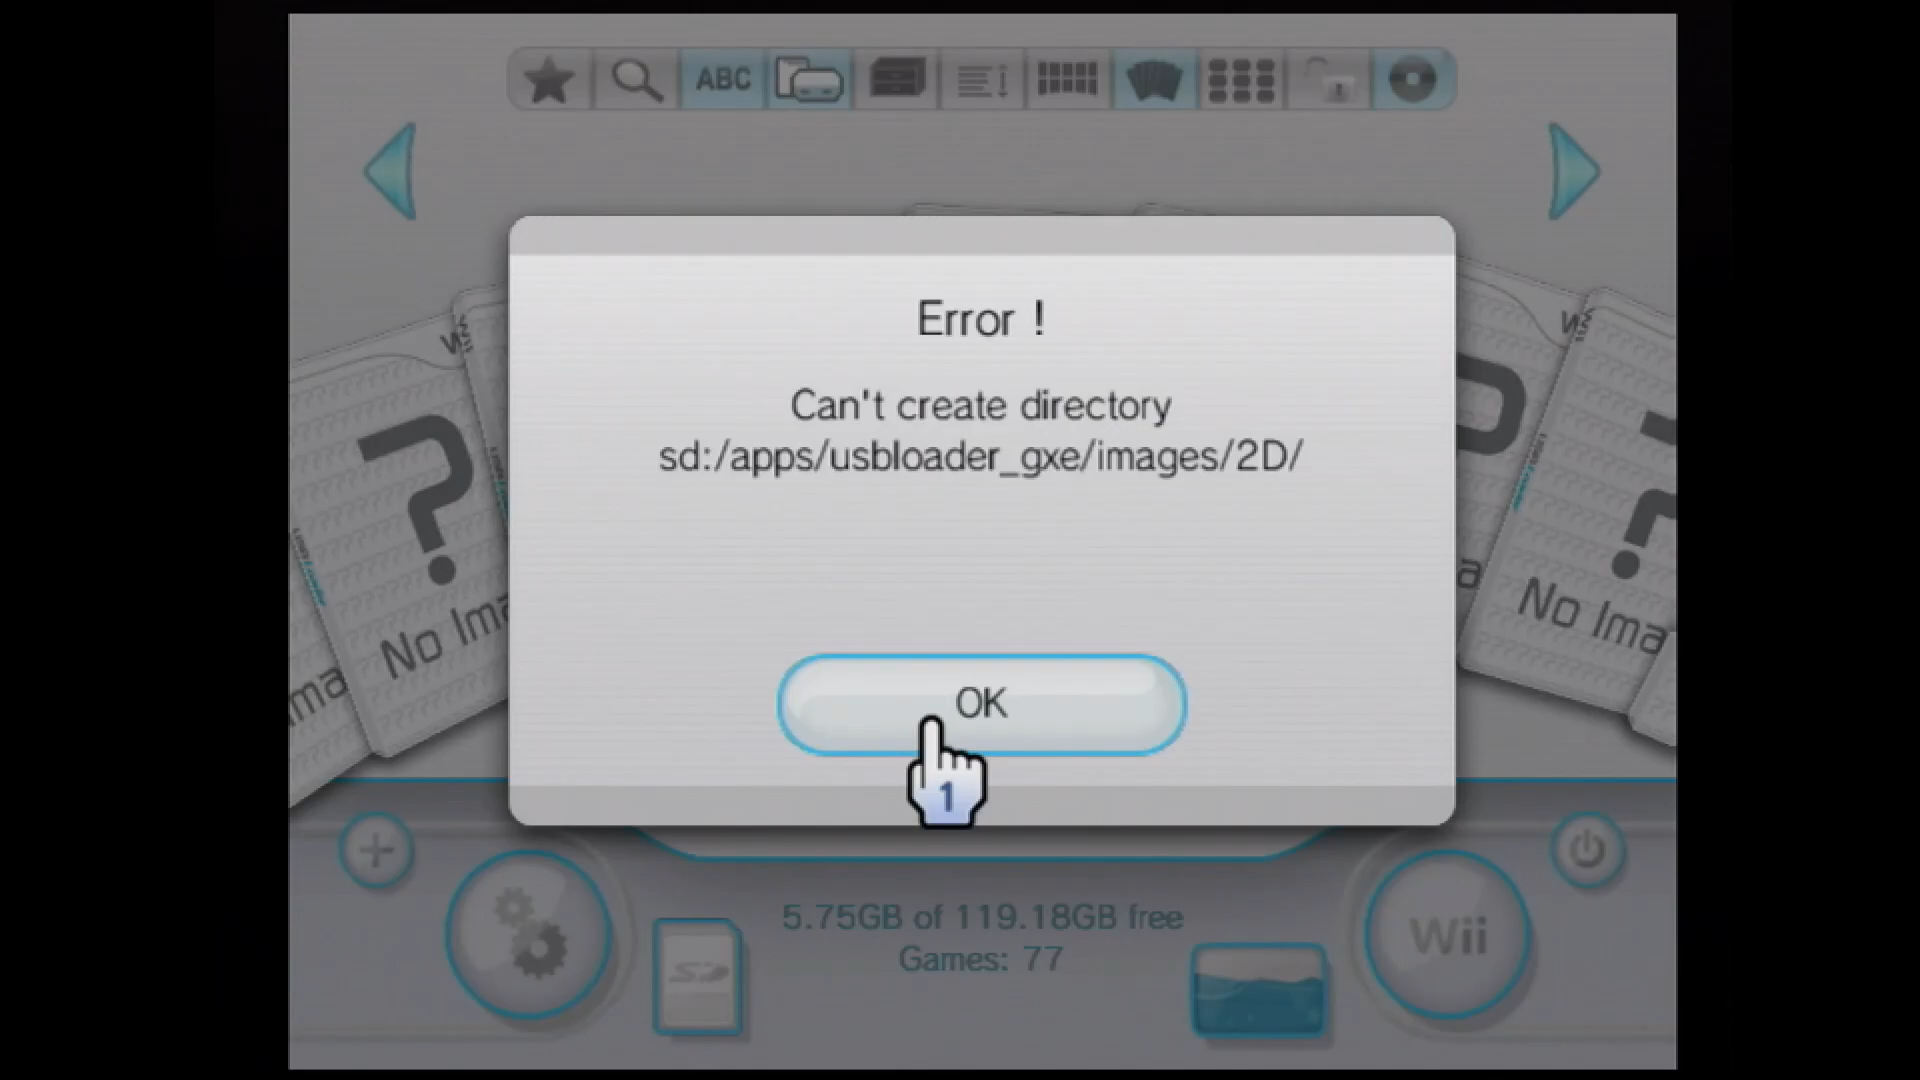 ABC
Error !
Can't create directory
sd:/apps/usbloader_gxe/images/2D/
OK
1
No Ima
No Ima
SD
5.75GB of 119.18GB free
Games: 77
Wii